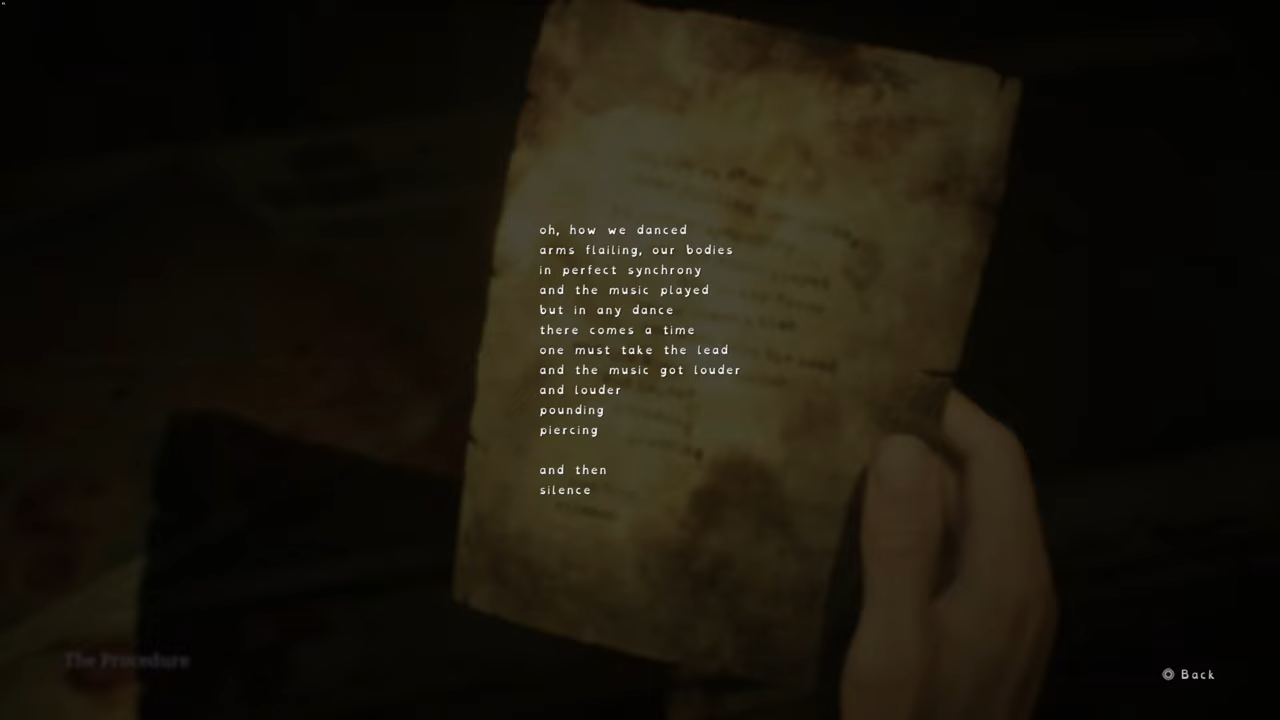 oh, how we danced
arms flailing, our bodies
in perfect synchrony
and the music played
but in any dance
there comes a time
one must take the lead
and the music got louder
and louder
pounding
piercing

and then
silence
The Procedure
Back